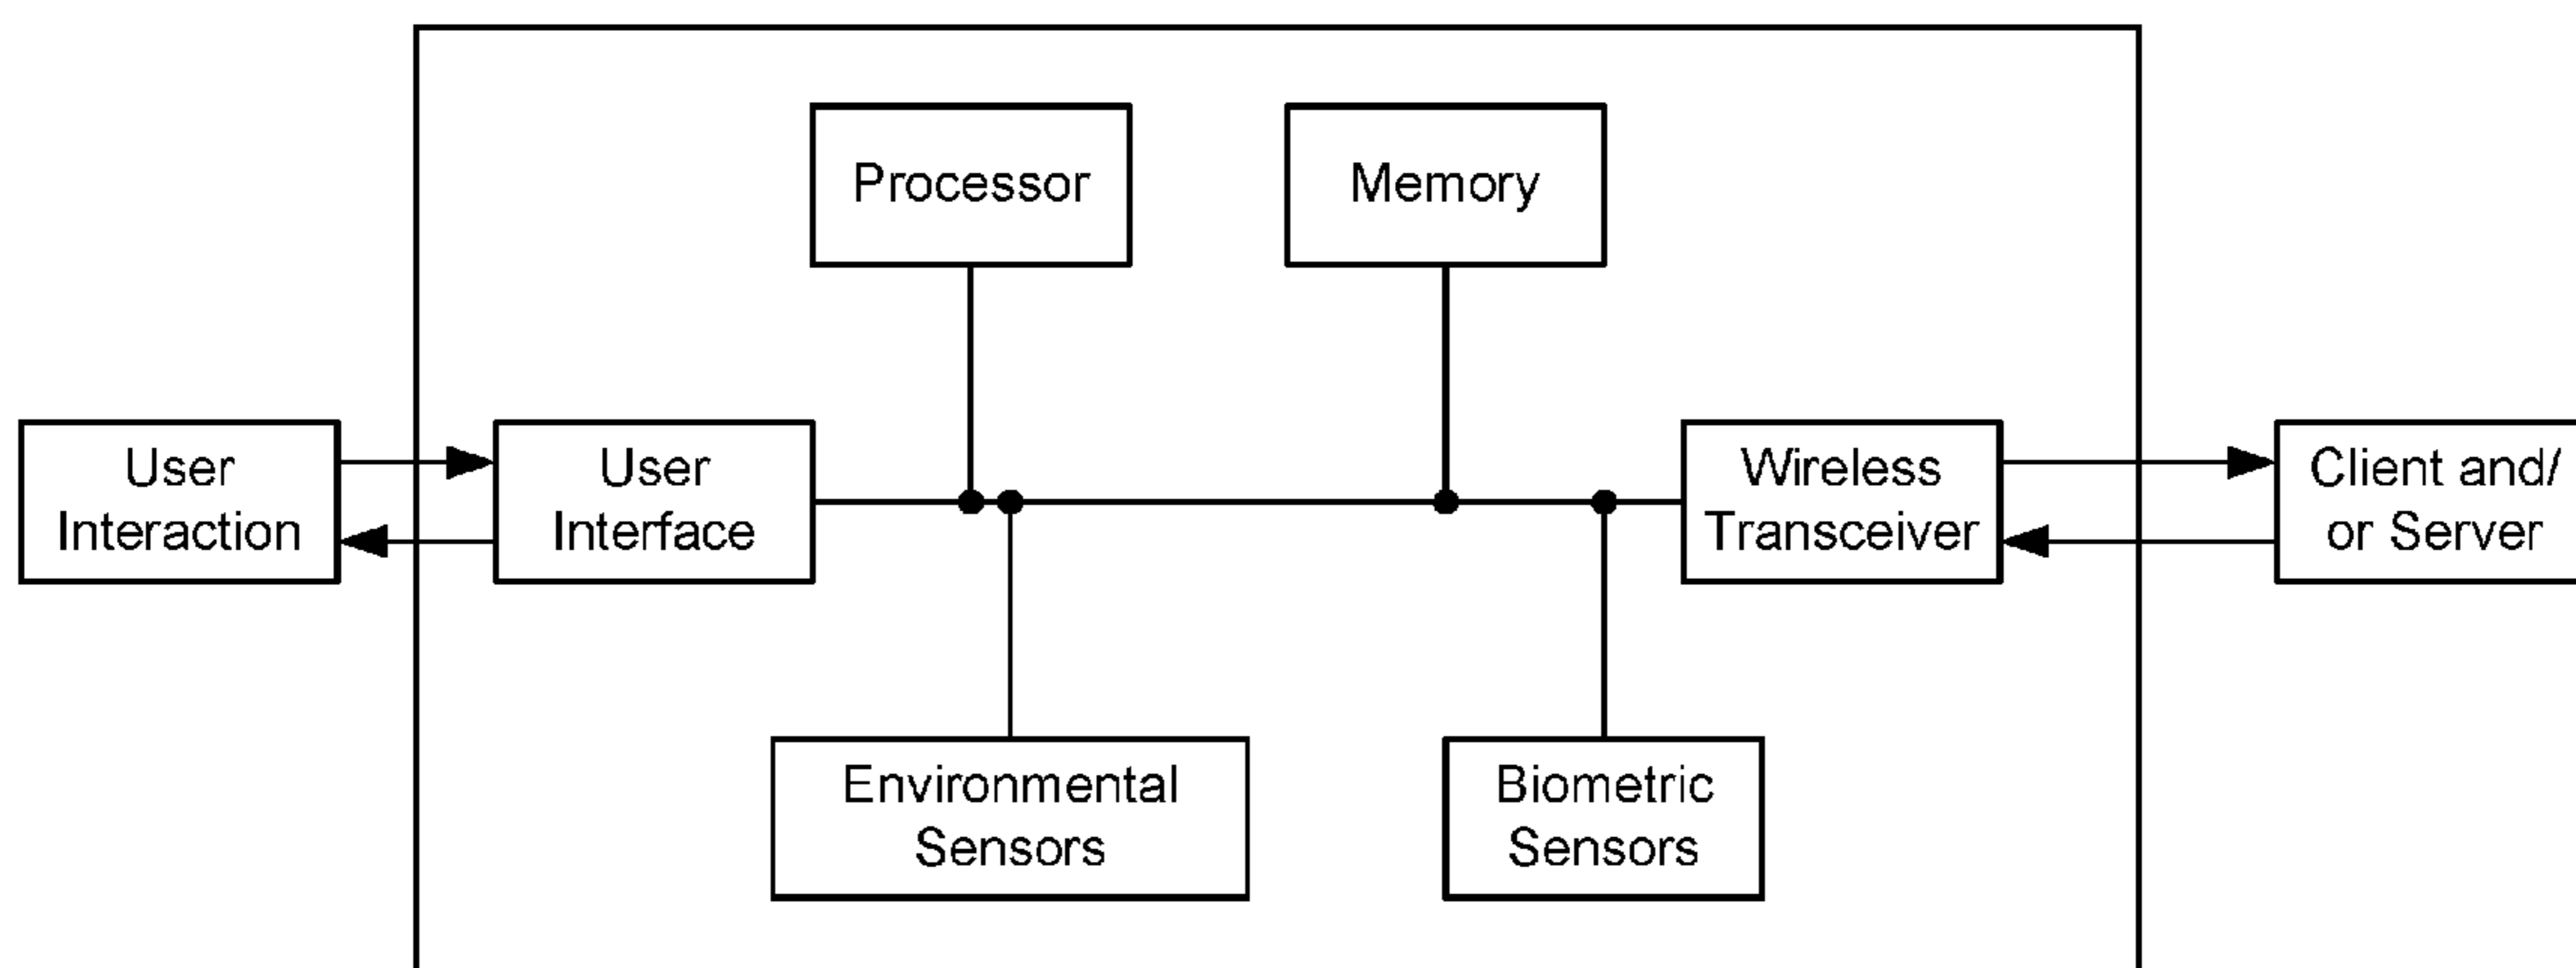 Processor
Memory
User
Interaction
User
Interface
Wireless
Transceiver
Client and/
or Server
Environmental
Sensors
Biometric
Sensors